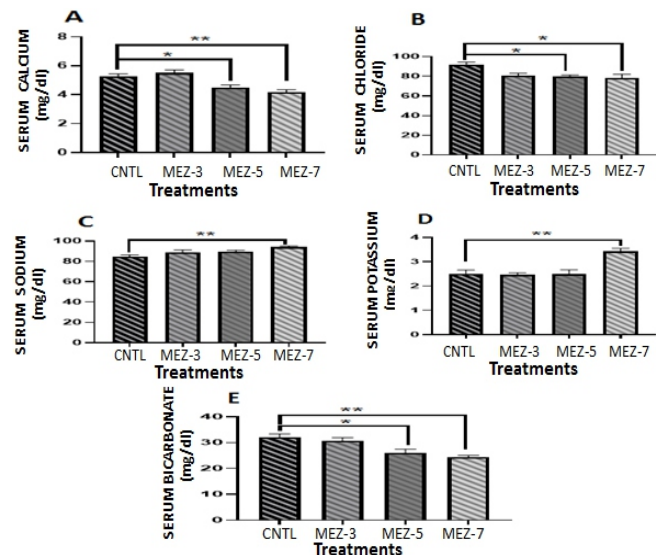 A
SERUM CALCIUM
(mg/dl)
8
6
4
2
0
**
*
CNTL MEZ-3 MEZ-5 MEZ-7
Treatments
B
SERUM CHLORIDE
(mg/dl)
100
80
60
40
20
0
*
*
CNTL MEZ-3 MEZ-5 MEZ-7
Treatments
C
SERUM SODIUM
(mg/dl)
100
80
60
40
20
0
**
CNTL MEZ-3 MEZ-5 MEZ-7
Treatments
D
SERUM POTASSIUM
(mg/dl)
4
3
2
1
0
**
CNTL MEZ-3 MEZ-5 MEZ-7
Treatments
E
SERUM BICARBONATE
(mg/dl)
40
30
20
10
0
**
*
CNTL MEZ-3 MEZ-5 MEZ-7
Treatments